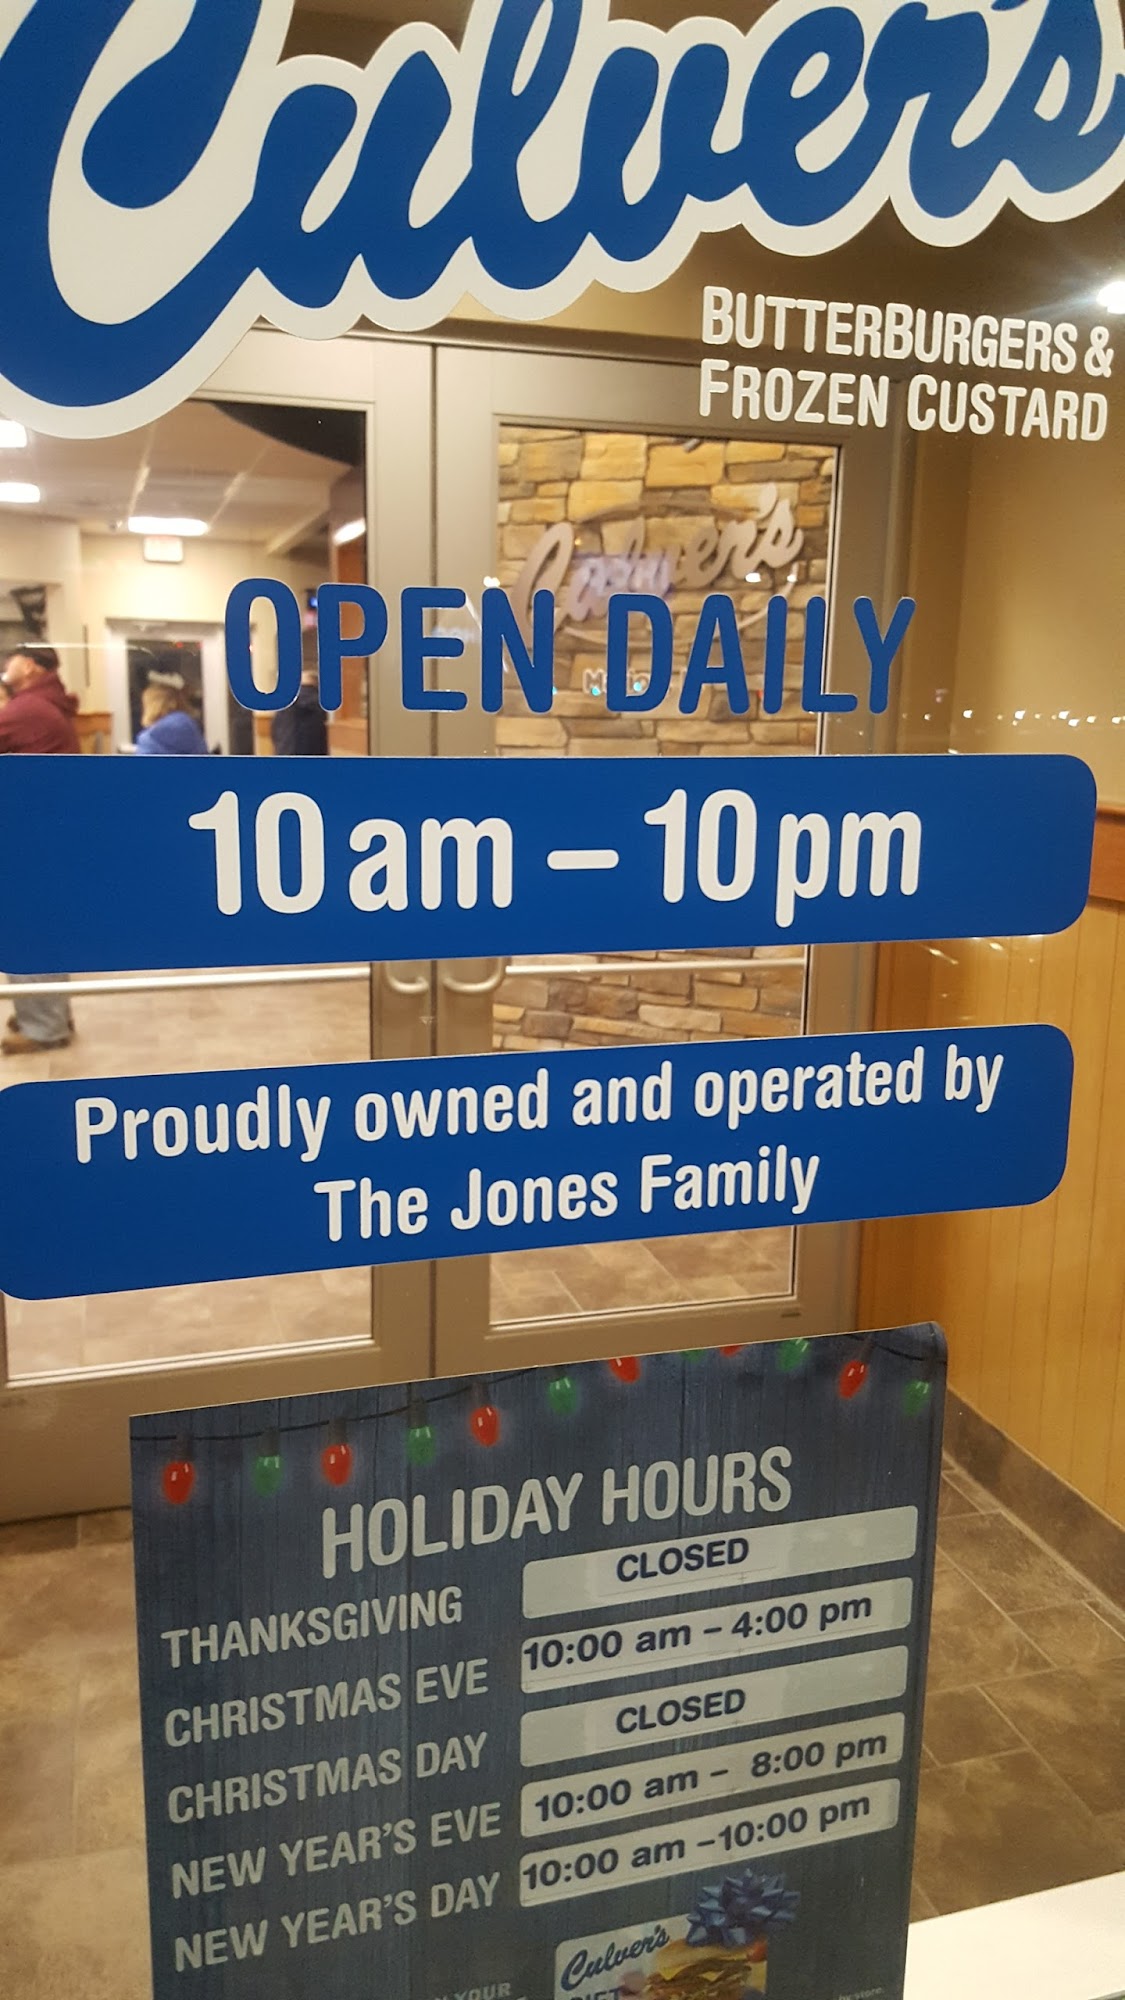 Culver's
BUTTERBURGERS &
FROZEN CUSTARD
Culver's
OPEN DAILY
10 am – 10 pm
Proudly owned and operated by
The Jones Family
HOLIDAY HOURS
THANKSGIVING CLOSED
CHRISTMAS EVE 10:00 am – 4:00 pm
CHRISTMAS DAY CLOSED
NEW YEAR'S EVE 10:00 am – 8:00 pm
NEW YEAR'S DAY 10:00 am –10:00 pm
YOUR
Culver's